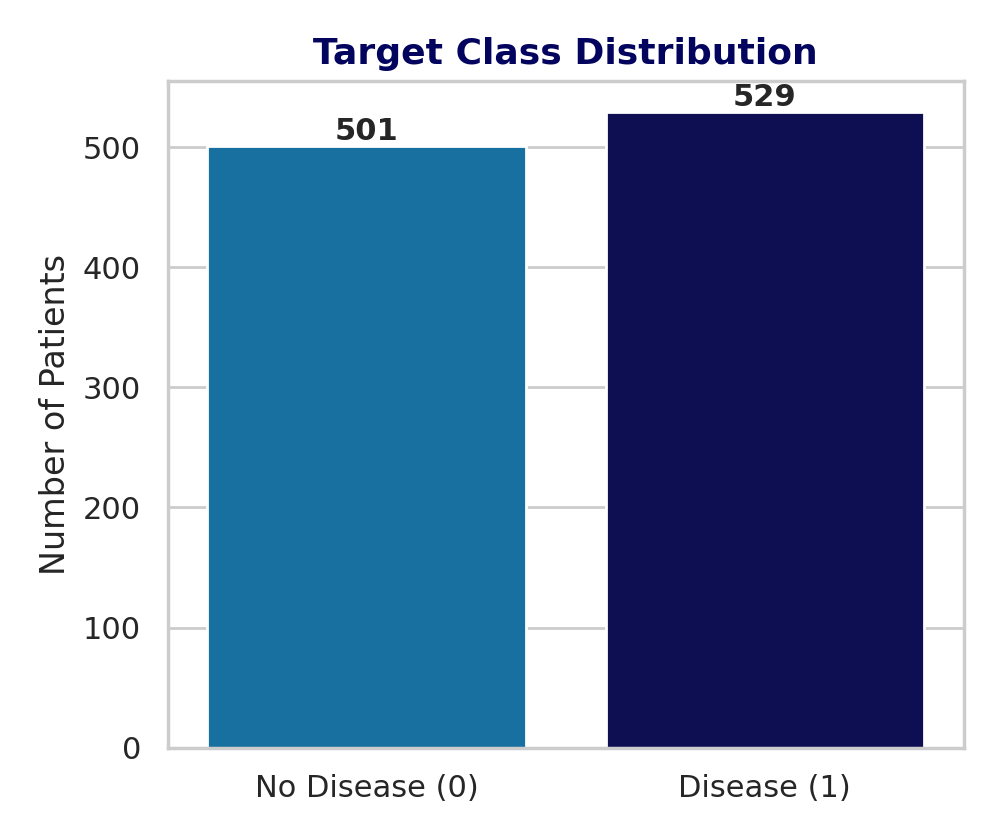 Target Class Distribution
529
501
500
400
300
200
100
0
Number of Patients
No Disease (0)
Disease (1)